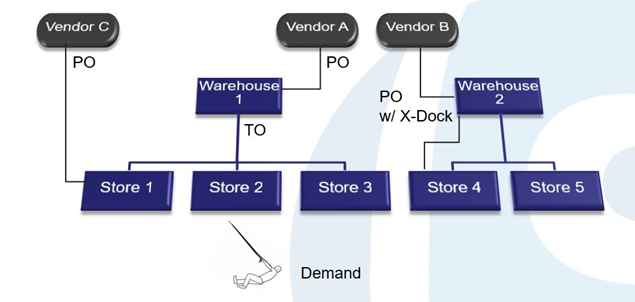 Vendor C
Vendor A
Vendor B
PO
PO
Warehouse
1
PO
w/ X-Dock
Warehouse
2
TO
Store 1
Store 2
Store 3
Store 4
Store 5
Demand